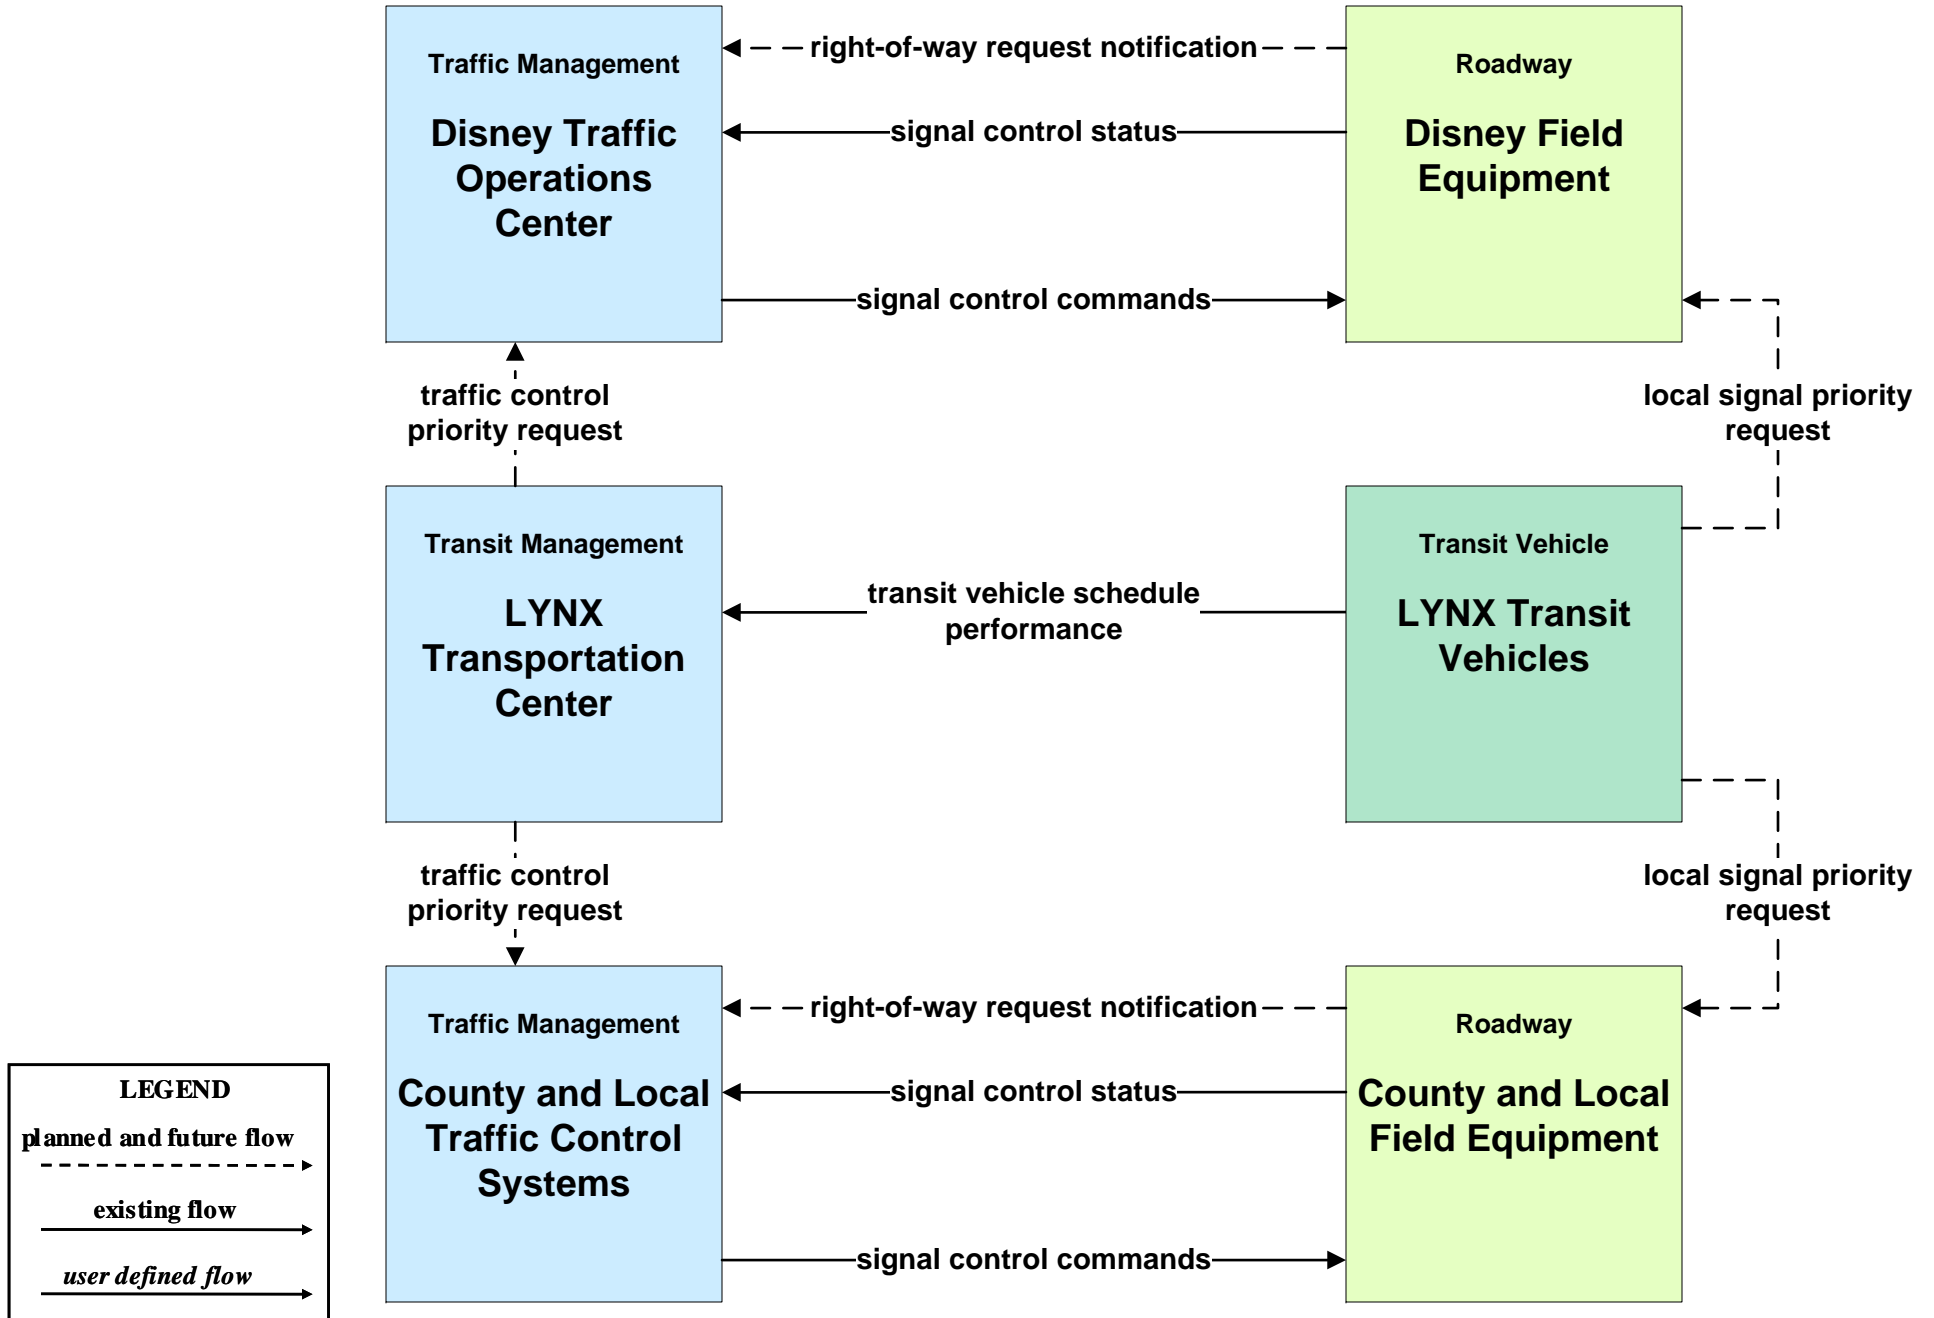 Traffic Management
Disney Traffic
Operations
Center
right-of-way request notification
signal control status
signal control commands
Roadway
Disney Field
Equipment
traffic control
priority request
local signal priority
request
Transit Management
LYNX
Transportation
Center
transit vehicle schedule
performance
Transit Vehicle
LYNX Transit
Vehicles
traffic control
priority request
local signal priority
request
Traffic Management
County and Local
Traffic Control
Systems
right-of-way request notification
signal control status
signal control commands
Roadway
County and Local
Field Equipment
LEGEND
planned and future flow
existing flow
user defined flow